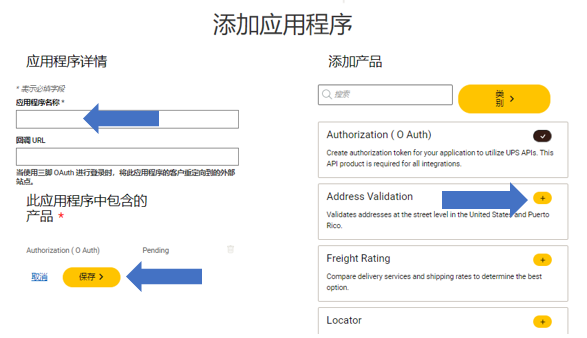 添加应用程序
应用程序详情
* 表示必填字段
应用程序名称 *
回调 URL
当使用三脚 OAuth 进行登录时，将此应用程序的客户重定向到的外部
站点。
此应用程序中包含的
产品 *
Authorization ( O Auth)
Pending
取消
保存
添加产品
搜索
类
别
Authorization ( O Auth)
Create authorization token for your application to utilize UPS APIs. This
API product is required for all integrations.
Address Validation
Validates addresses at the street level in the United States and Puerto
Rico.
Freight Rating
Compare delivery services and shipping rates to determine the best
option.
Locator